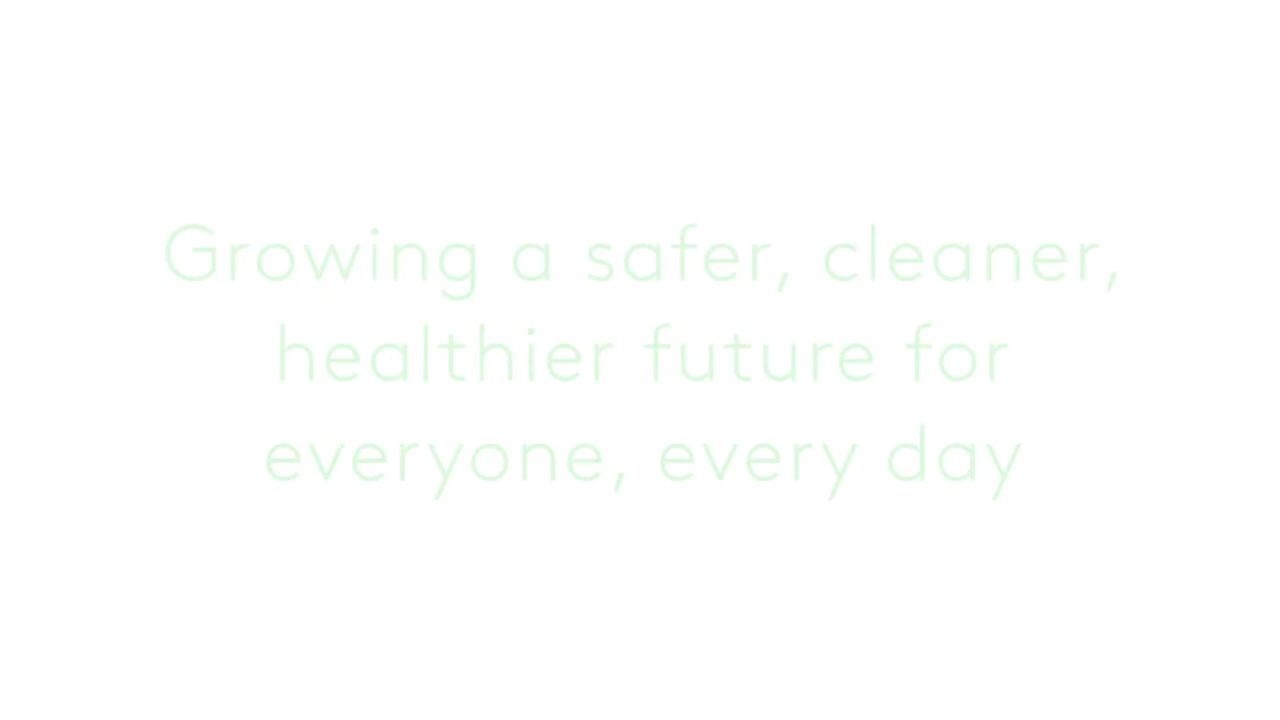 Growing a safer, cleaner,
healthier future for
everyone, every day